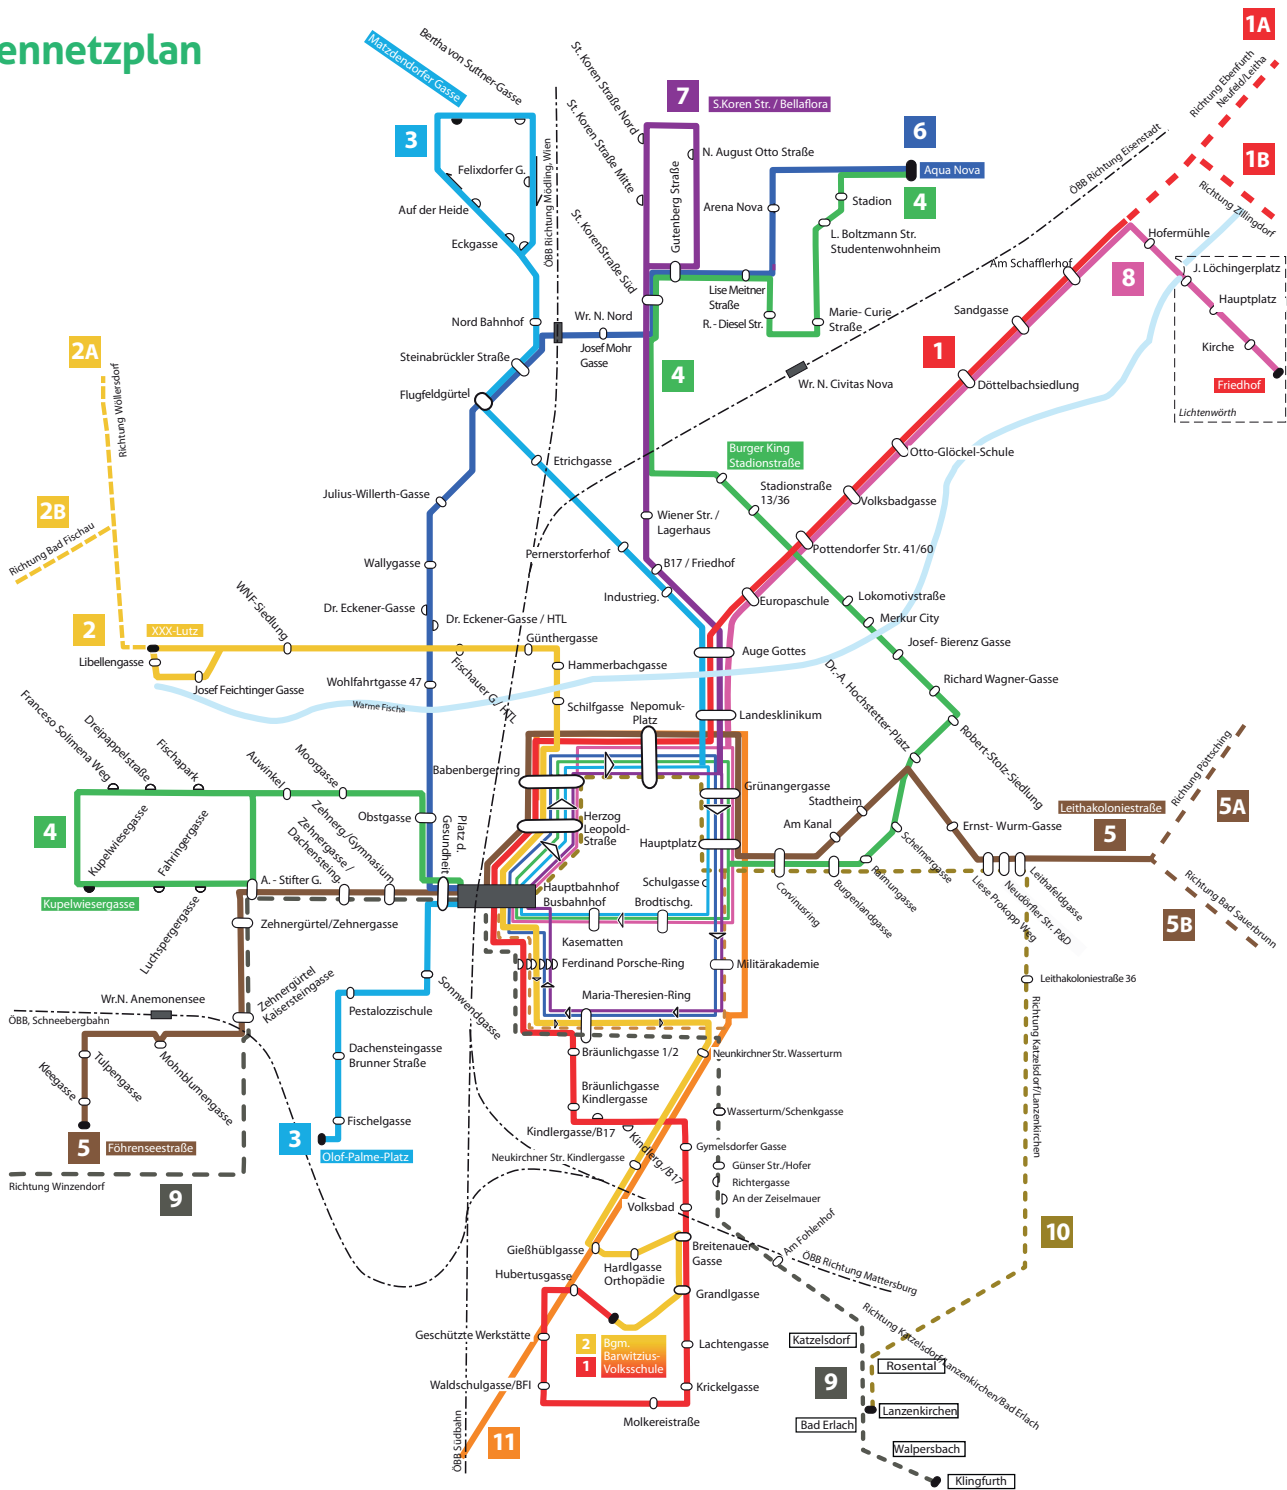 ennetzplan
1A
Richtung Ebenfurth
Neufeld/Leitha
1B
Richtung Zillingdorf
ÖBB Richtung Eisenstadt
Matzdendorfer Gasse
Bertha von Suttner-Gasse
3
Felixdorfer G.
Auf der Heide
Eckgasse
ÖBB Richtung Mödling, Wien
St. Koren Straße Nord
St. Koren Straße Mitte
St. KorenStraße Süd
7
S.Koren Str. / Bellaflora
N. August Otto Straße
Gutenberg Straße
6
Aqua Nova
4
Arena Nova
Stadion
L. Boltzmann Str.
Studentenwohnheim
Lise Meitner
Straße
R.- Diesel Str.
Marie- Curie
Straße
Hofermühle
8
J. Löchingerplatz
Hauptplatz
Kirche
Friedhof
Lichtenwörth
Am Schafflerhof
Sandgasse
1
Döttelbachsiedlung
Otto-Glöckel-Schule
Volksbadgasse
Pottendorfer Str. 41/60
Europaschule
Nord Bahnhof
Wr. N. Nord
Josef Mohr
Gasse
Steinabrückler Straße
Flugfeldgürtel
4
Wr. N. Civitas Nova
2A
Richtung Wöllersdorf
2B
Richtung Bad Fischau
Etrichgasse
Julius-Willerth-Gasse
Burger King
Stadionstraße
Stadionstraße
13/36
Wiener Str. /
Lagerhaus
Pernerstorferhof
B17 / Friedhof
Industrieg.
Wallygasse
Dr. Eckener-Gasse
Dr. Eckener-Gasse / HTL
Lokomotivstraße
Merkur City
Josef- Bierenz Gasse
Richard Wagner-Gasse
Robert-Stolz-Siedlung
Dr.-A. Hochstetter-Platz
2
XXX-Lutz
WNF-Siedlung
Libellengasse
Josef Feichtinger Gasse
Günthergasse
Hammerbachgasse
Fischauer G./ HTL
Schilfgasse
Wohlfahrtgasse 47
Warme Fischa
Auge Gottes
Landesklinikum
Nepomuk-
Platz
Babenbergerring
Herzog
Leopold-
Straße
Grünangergasse
Hauptplatz
Schulgasse
Brodtischg.
Kasematten
Hauptbahnhof
Busbahnhof
Platz d.
Gesundheit
Obstgasse
Franceso Solimena Weg
Dreipappelstraße
Fischapark
Auwinkel
Moorgasse
4
Kupelwiesegasse
Fahringergasse
Kupelwiesergasse
Luchspergergasse
Zehnerg./Gymnasium
Zehnergasse /
Dachensteing.
A. - Stifter G.
Zehnergürtel/Zehnergasse
Zehnergürtel
Kaisersteingasse
Stadtheim
Am Kanal
Corvinusring
Burgenlandgasse
Raimungasse
Schelmergasse
Ernst- Wurm-Gasse
Leithakoloniestraße
5
Liese Prokopp Weg
Neudörfler Str. P&D
Leithafeldgasse
Richtung Pöttsching
5A
Richtung Bad Sauerbrunn
5B
Leithakoloniestraße 36
Richtung Katzelsdorf/Lanzenkirchen
10
Ferdinand Porsche-Ring
Militärakademie
Maria-Theresien-Ring
Sonnwendgasse
Pestalozzischule
Dachensteingasse
Brunner Straße
Fischelgasse
3
Olof-Palme-Platz
Wr.N. Anemonensee
ÖBB, Schneebergbahn
Kleegasse
Tulpengasse
Mohnblumengasse
5
Föhrenseestraße
Richtung Winzendorf
9
Bräunlichgasse 1/2
Bräunlichgasse
Kindlergasse
Kindlergasse/B17
Kindlerg./B17
Neukirchner Str. Kindlergasse
Neunkirchner Str. Wasserturm
Wasserturm/Schenkgasse
Gymelsdorfer Gasse
Günser Str./Hofer
Richtergasse
An der Zeiselmauer
Am Fohlenhof
ÖBB Richtung Mattersburg
Volksbad
Breitenauer
Gasse
Gießhüblgasse
Hardlgasse
Orthopädie
Hubertusgasse
Grandlgasse
Geschützte Werkstätte
2
1
Bgm.
Barwitzius-
Volksschule
Lachtengasse
Waldschulgasse/BFI
Krickelgasse
Molkereistraße
ÖBB Südbahn
11
Katzelsdorf
Richtung Katzelsdorf/Lanzenkirchen/Bad Erlach
Rosental
9
Lanzenkirchen
Bad Erlach
Walpersbach
Klingfurth